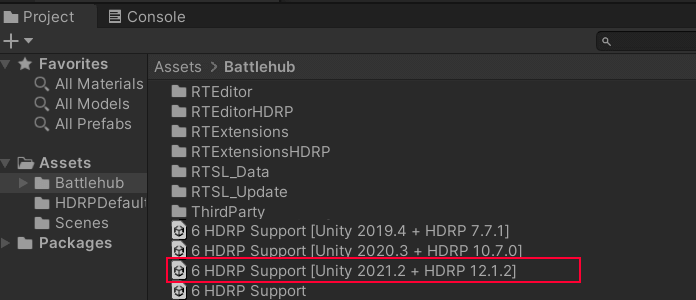 Project
Console
Favorites
All Materials
All Models
All Prefabs
Assets
Battlehub
HDRPDefaul
Scenes
Packages
Assets > Battlehub
RTEditor
RTEditorHDRP
RTExtensions
RTExtensionsHDRP
RTSL_Data
RTSL_Update
ThirdParty
6 HDRP Support [Unity 2019.4 + HDRP 7.7.1]
6 HDRP Support [Unity 2020.3 + HDRP 10.7.0]
6 HDRP Support [Unity 2021.2 + HDRP 12.1.2]
6 HDRP Support